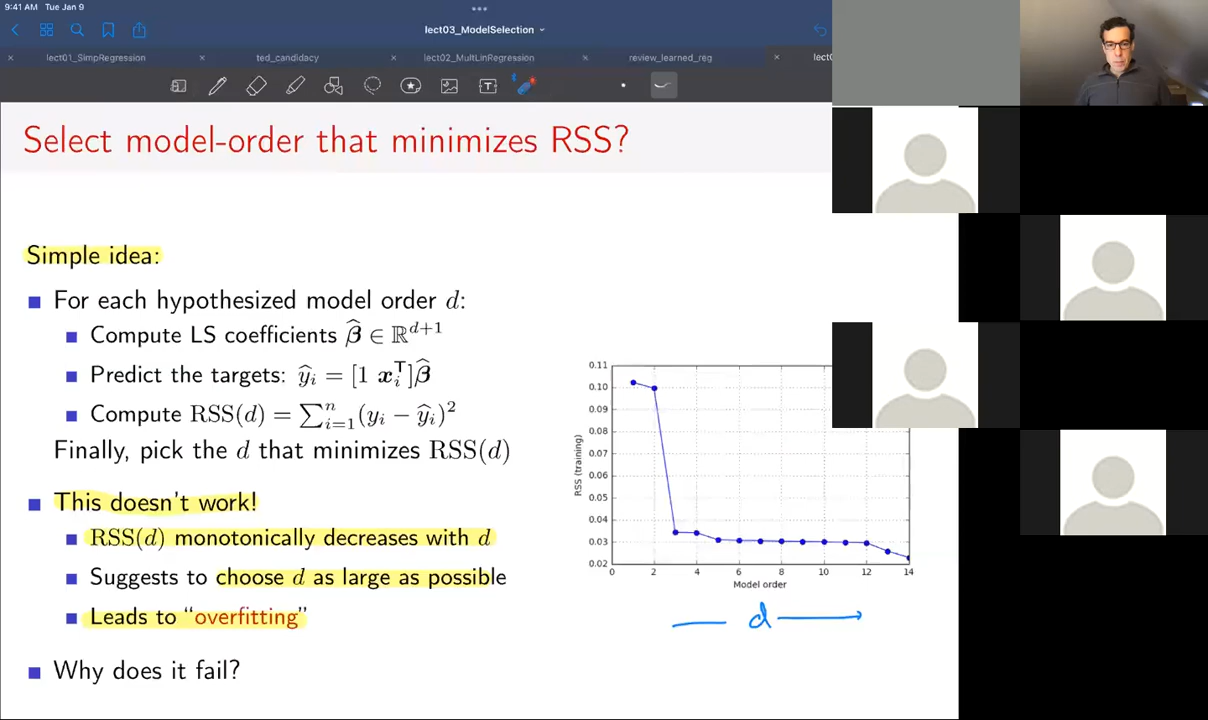 9:41 AM Tue Jan 9
lect03_ModelSelection
lect01_SimpRegression
ted_candidacy
lect02_MultLinRegression
review_learned_reg
lect0
T
Select model-order that minimizes RSS?
Simple idea:
For each hypothesized model order d:
Compute LS coefficients β̂ ∈ ℝ^{d+1}
Predict the targets: ŷ_i = [1 x_i^T]β̂
Compute RSS(d) = ∑_{i=1}^n (y_i − ŷ_i)^2
Finally, pick the d that minimizes RSS(d)
This doesn't work!
RSS(d) monotonically decreases with d
Suggests to choose d as large as possible
Leads to "overfitting"
Why does it fail?
0.11
0.10
0.09
0.08
0.07
0.06
0.05
0.04
0.03
0.02
RSS (training)
0 2 4 6 8 10 12 14
Model order
d